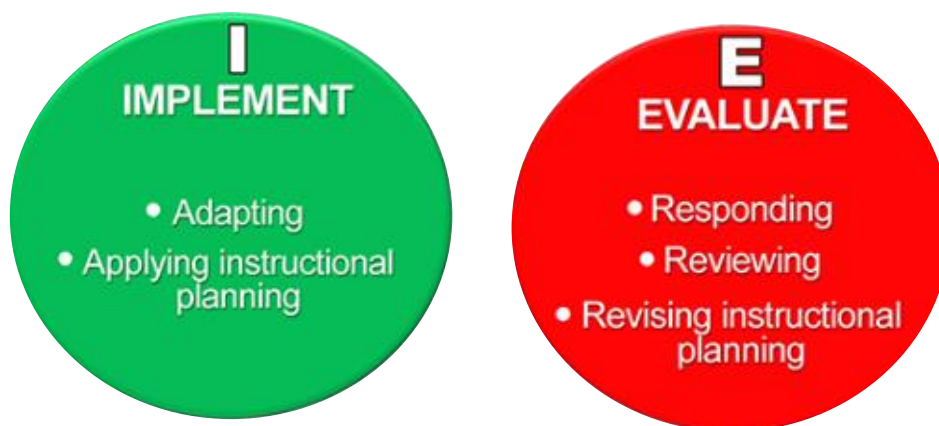 I
IMPLEMENT
• Adapting
• Applying instructional
planning
E
EVALUATE
• Responding
• Reviewing
• Revising instructional
planning